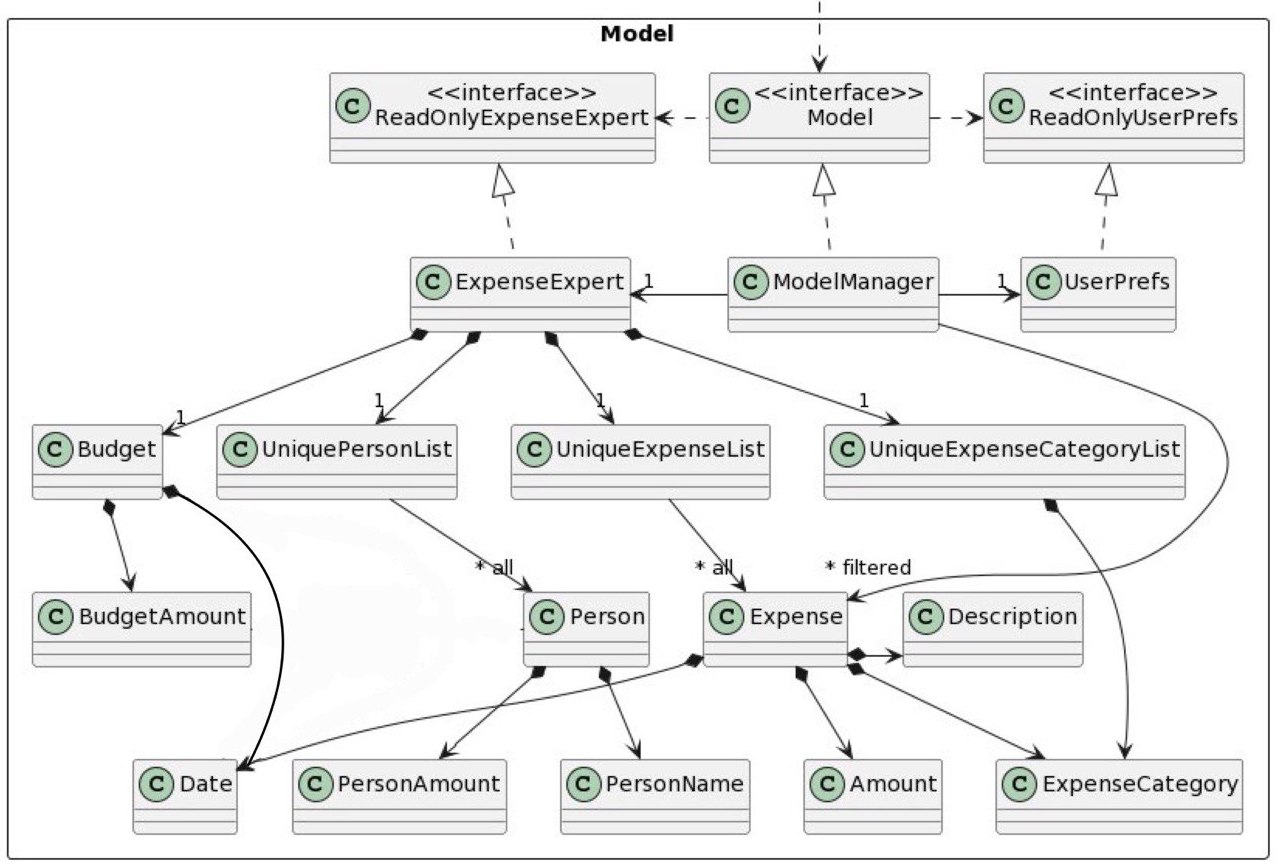 Model
C <<interface>>
ReadOnlyExpenseExpert
C <<interface>>
Model
C <<interface>>
ReadOnlyUserPrefs
C ExpenseExpert
1
C ModelManager
1
C UserPrefs
1
1
1
1
C Budget
C UniquePersonList
C UniqueExpenseList
C UniqueExpenseCategoryList
* all
* all
* filtered
C BudgetAmount
C Person
C Expense
C Description
C Date
C PersonAmount
C PersonName
C Amount
C ExpenseCategory